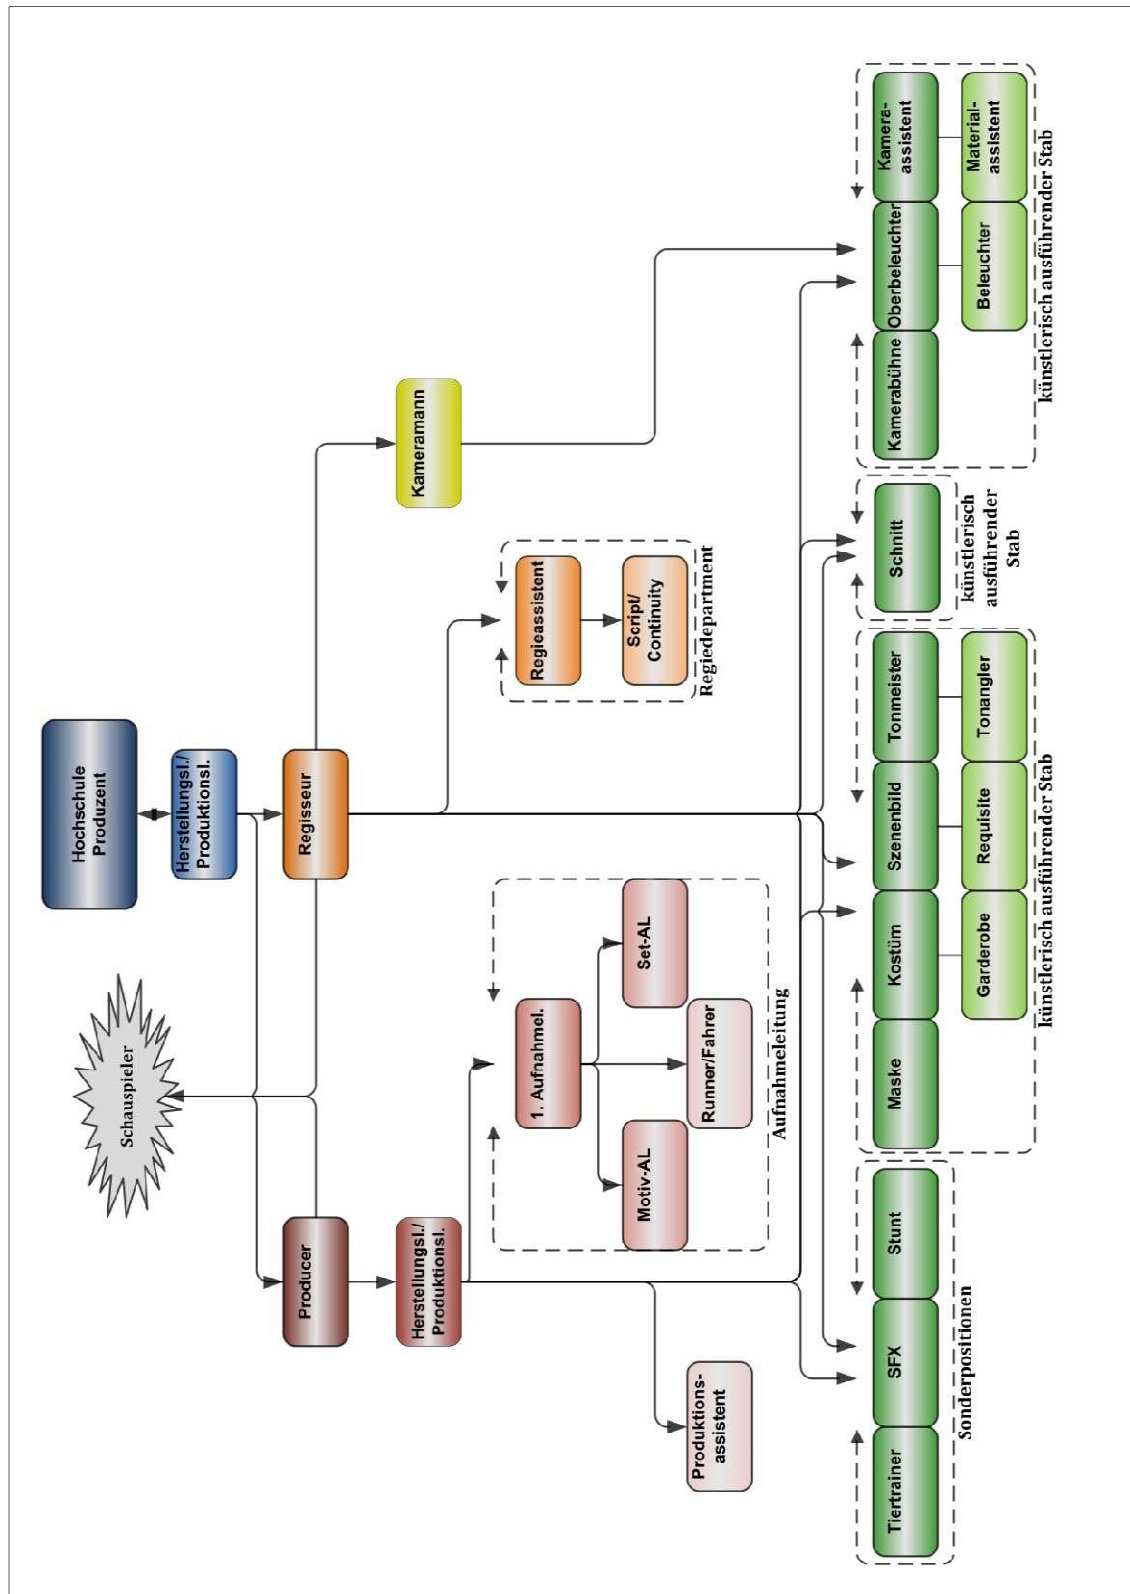 Hochschule
Produzent
Herstellungsl./
Produktionsl.
Schauspieler
Producer
Regisseur
Herstellungsl./
Produktionsl.
Kameramann
1. Aufnahmel.
Motiv-AL
Set-AL
Runner/Fahrer
Aufnahmeleitung
Regieassistent
Script/
Continuity
Regiedepartment
Produktions-
assistent
Tiertrainer
SFX
Stunt
Sonderpositionen
Maske
Kostüm
Szenenbild
Tonmeister
Garderobe
Requisite
Tonangler
künstlerisch ausführender Stab
Schnitt
künstlerisch
ausführender
Stab
Kamerabühne
Oberbeleuchter
Kamera-
assistent
Beleuchter
Material-
assistent
künstlerisch ausführender Stab